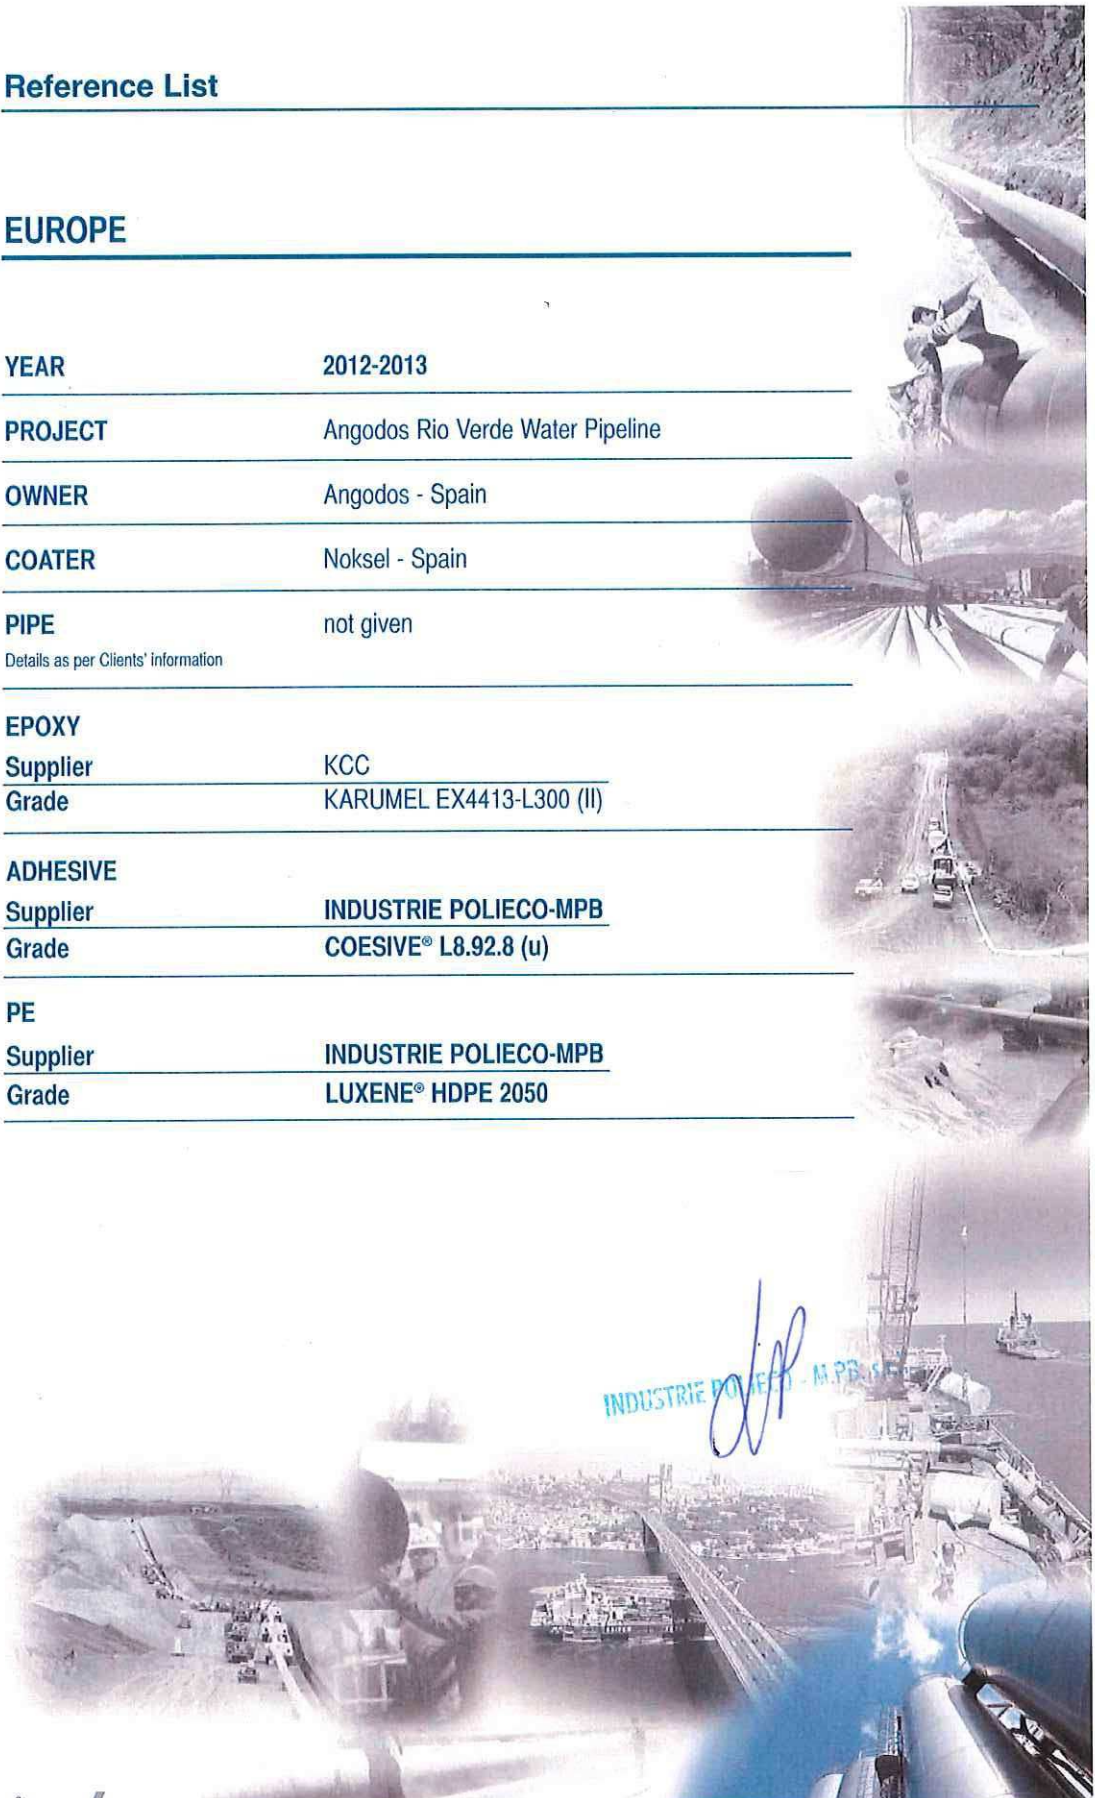 Reference List
EUROPE
YEAR 2012-2013
PROJECT Angodos Rio Verde Water Pipeline
OWNER Angodos - Spain
COATER Noksel - Spain
PIPE not given
Details as per Clients' information
EPOXY
Supplier KCC
Grade KARUMEL EX4413-L300 (II)
ADHESIVE
Supplier INDUSTRIE POLIECO-MPB
Grade COESIVE® L8.92.8 (u)
PE
Supplier INDUSTRIE POLIECO-MPB
Grade LUXENE® HDPE 2050
INDUSTRIE POLIECO - M.P.B.